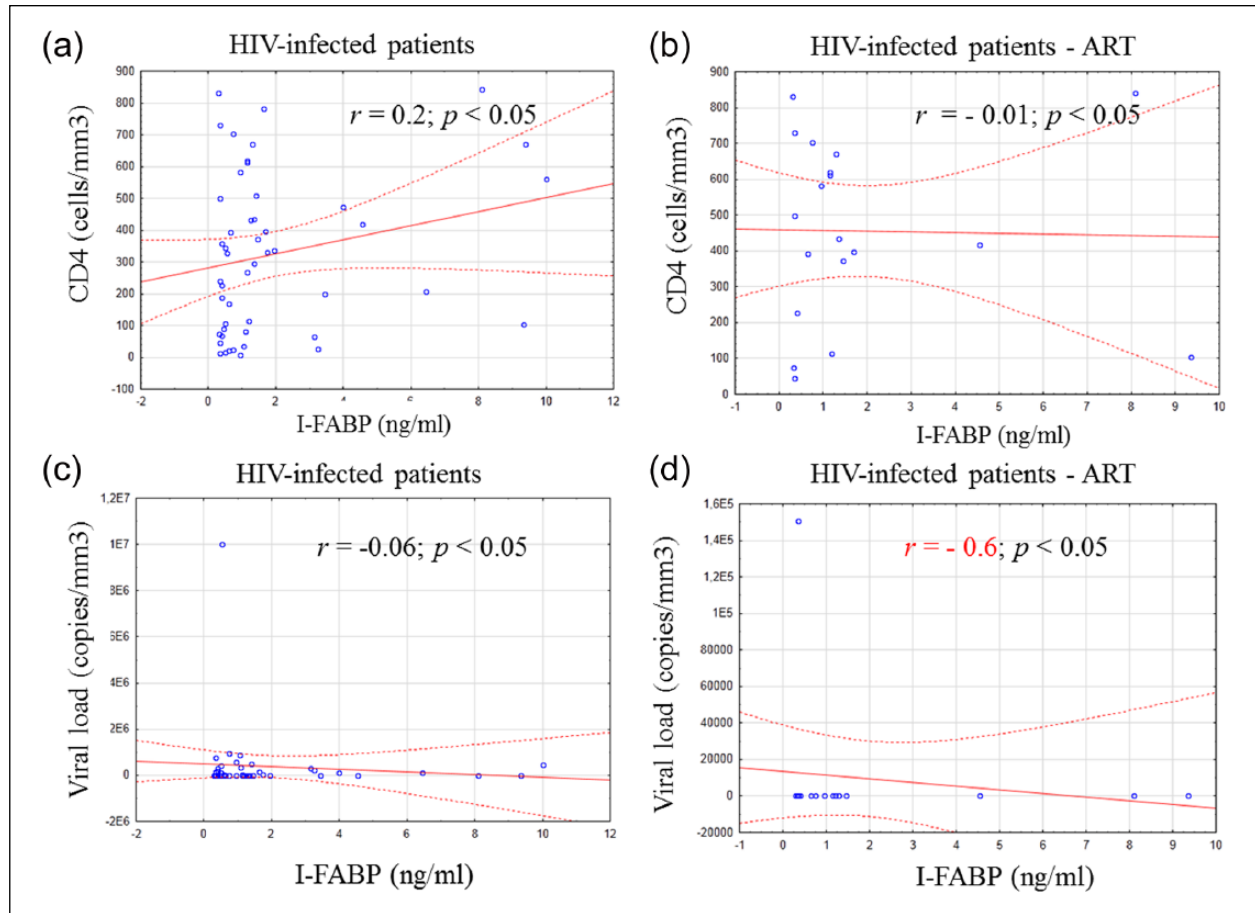 (a)
HIV-infected patients
r = 0.2; p < 0.05
CD4 (cells/mm3)
900
800
700
600
500
400
300
200
100
0
-100
-2 0 2 4 6 8 10 12
I-FABP (ng/ml)
(b)
HIV-infected patients - ART
r = - 0.01; p < 0.05
CD4 (cells/mm3)
900
800
700
600
500
400
300
200
100
0
-1 0 1 2 3 4 5 6 7 8 9 10
I-FABP (ng/ml)
(c)
HIV-infected patients
r = -0.06; p < 0.05
Viral load (copies/mm3)
1,2E7
1E7
8E6
6E6
4E6
2E6
0
-2E6
-2 0 2 4 6 8 10 12
I-FABP (ng/ml)
(d)
HIV-infected patients - ART
r = - 0.6; p < 0.05
Viral load (copies/mm3)
1,6E5
1,4E5
1,2E5
1E5
80000
60000
40000
20000
0
-20000
-1 0 1 2 3 4 5 6 7 8 9 10
I-FABP (ng/ml)